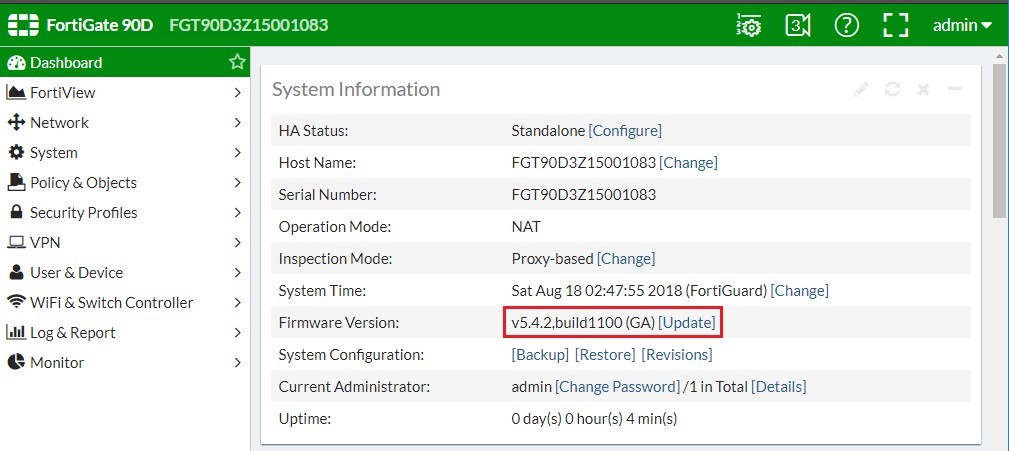 FortiGate 90D FGT90D3Z15001083 admin
Dashboard
FortiView
Network
System
Policy & Objects
Security Profiles
VPN
User & Device
WiFi & Switch Controller
Log & Report
Monitor
System Information
HA Status: Standalone [Configure]
Host Name: FGT90D3Z15001083 [Change]
Serial Number: FGT90D3Z15001083
Operation Mode: NAT
Inspection Mode: Proxy-based [Change]
System Time: Sat Aug 18 02:47:55 2018 (FortiGuard) [Change]
Firmware Version: v5.4.2,build1100 (GA) [Update]
System Configuration: [Backup] [Restore] [Revisions]
Current Administrator: admin [Change Password] /1 in Total [Details]
Uptime: 0 day(s) 0 hour(s) 4 min(s)